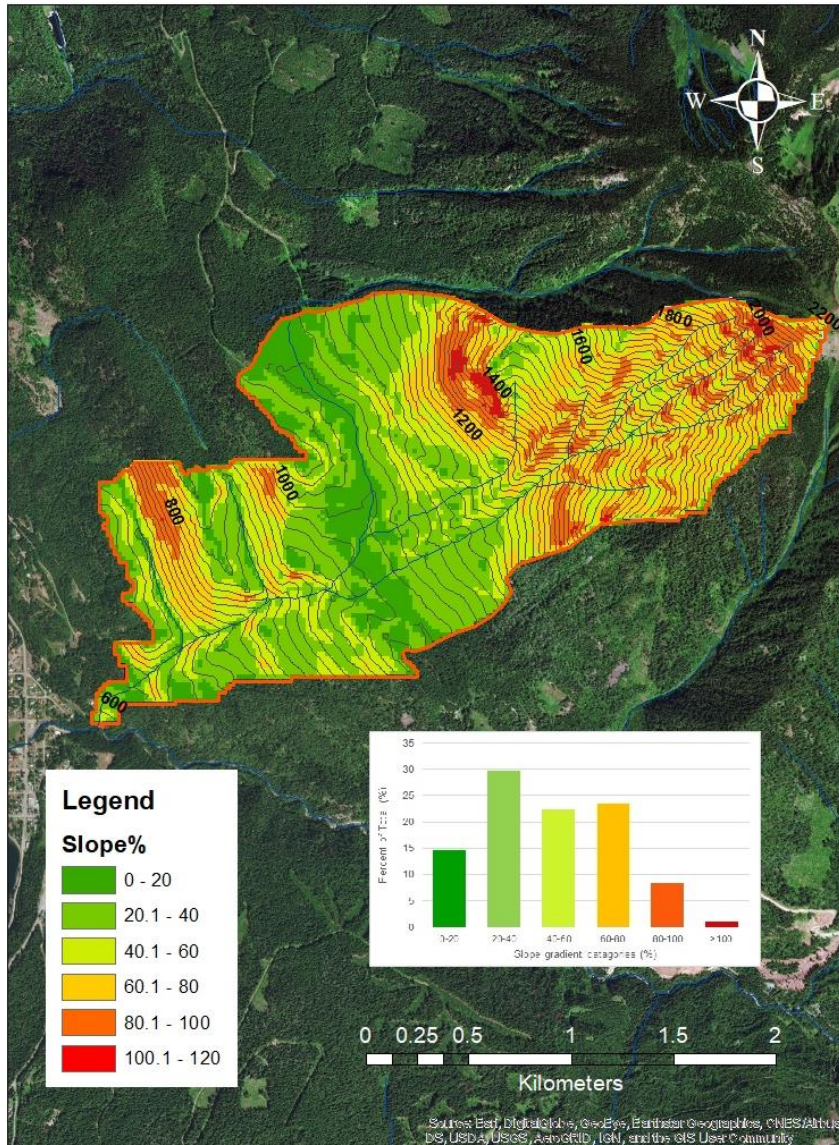 N
W E
S
2200
2000
1800
1600
1400
1200
1000
800
600
35
30
25
20
15
10
5
0
Percent of Total (%)
0-20 20-40 40-60 60-80 80-100 >100
Slope gradient catagories (%)
Legend
Slope%
0 - 20
20.1 - 40
40.1 - 60
60.1 - 80
80.1 - 100
100.1 - 120
0 0.25 0.5 1 1.5 2
Kilometers
Source: Esri, DigitalGlobe, GeoEye, Earthstar Geographics, CNES/Airbus
DS, USDA, USGS, AeroGRID, IGN, and the GIS User Community